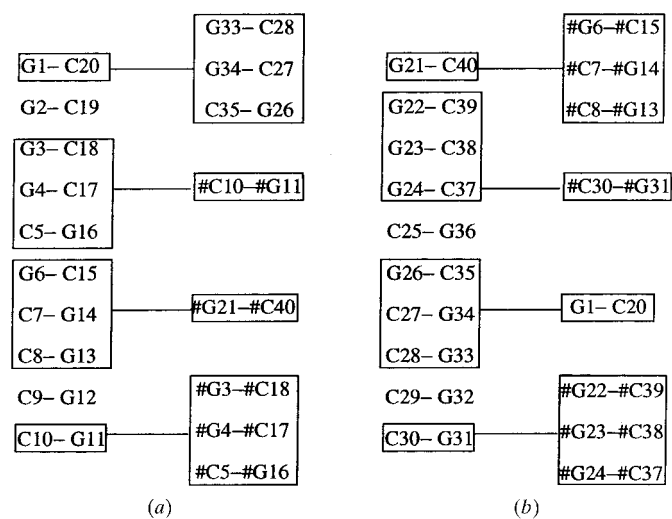 G33– C28
G1– C20
G34– C27
G2– C19
C35– G26
G3– C18
G4– C17
#C10–#G11
C5– G16
G6– C15
C7– G14
#G21–#C40
C8– G13
C9– G12
#G3–#C18
C10– G11
#G4–#C17
#C5–#G16
(a)
#G6–#C15
G21– C40
#C7–#G14
G22– C39
#C8–#G13
G23– C38
G24– C37
#C30–#G31
C25– G36
G26– C35
C27– G34
G1– C20
C28– G33
C29– G32
#G22–#C39
C30– G31
#G23–#C38
#G24–#C37
(b)